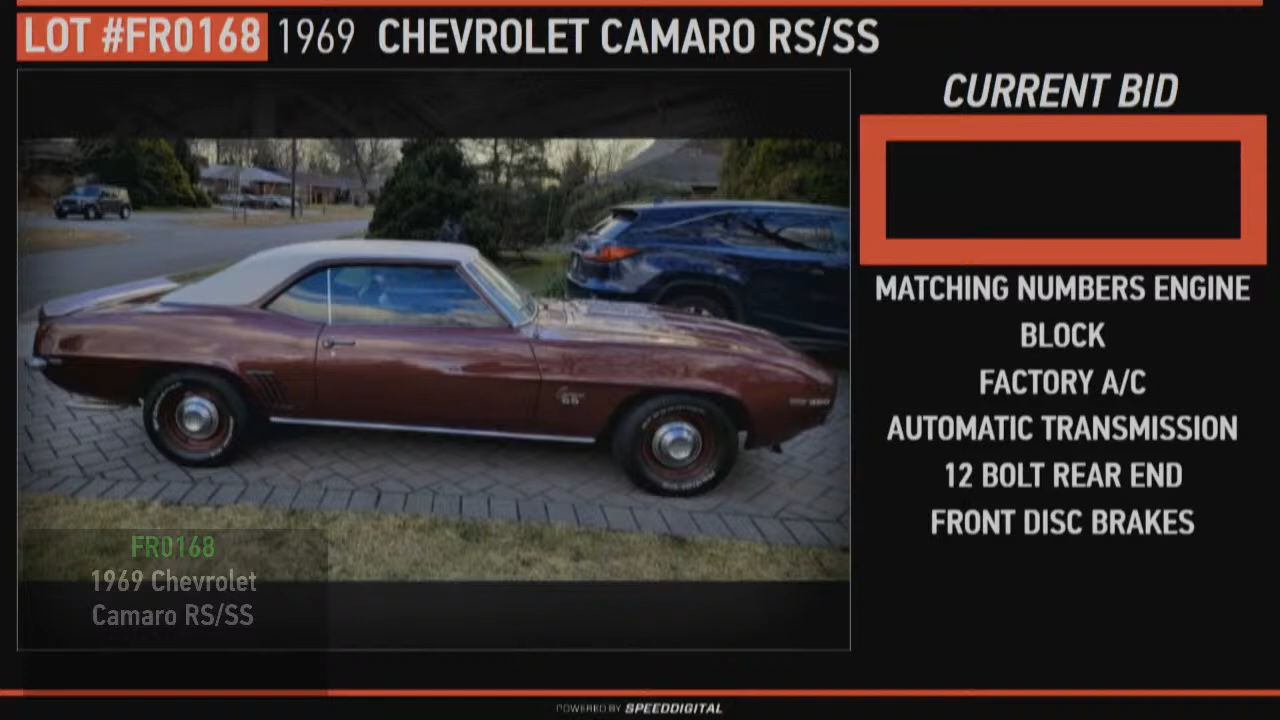 LOT #FR0168 1969 CHEVROLET CAMARO RS/SS
CURRENT BID
MATCHING NUMBERS ENGINE
BLOCK
FACTORY A/C
AUTOMATIC TRANSMISSION
12 BOLT REAR END
FRONT DISC BRAKES
SS
FR0168
1969 Chevrolet
Camaro RS/SS
POWERED BY SPEEDDIGITAL